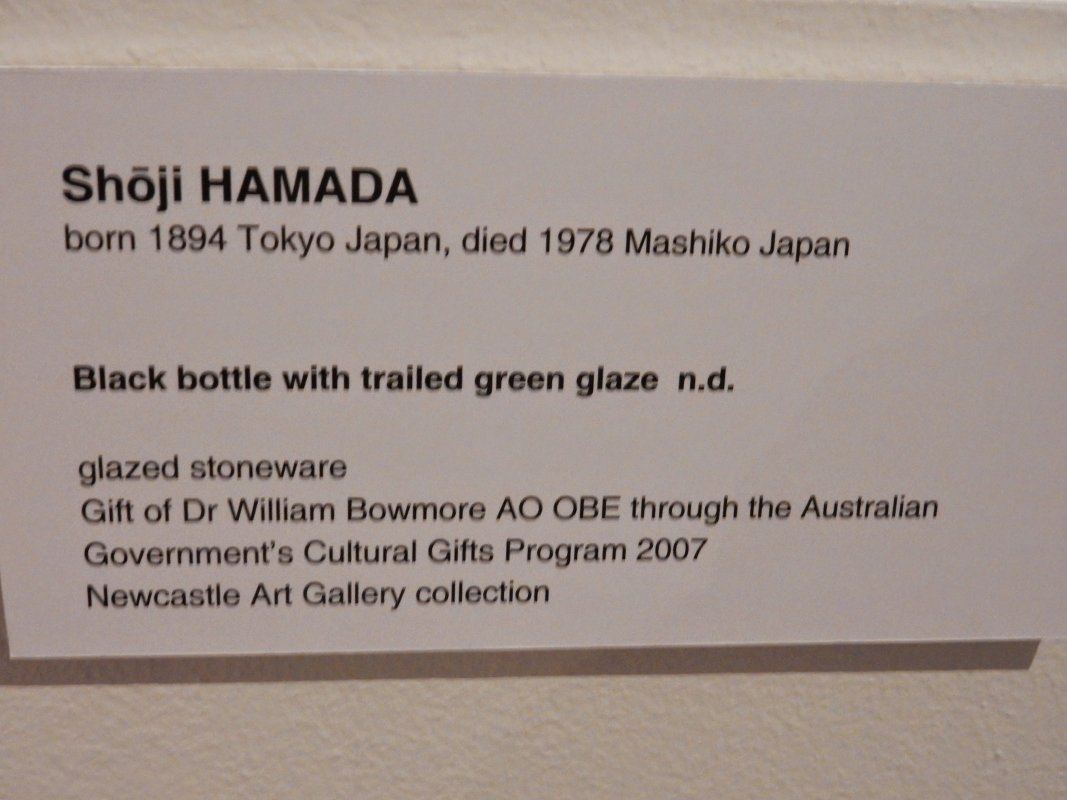 Shōji HAMADA
born 1894 Tokyo Japan, died 1978 Mashiko Japan
Black bottle with trailed green glaze n.d.
glazed stoneware
Gift of Dr William Bowmore AO OBE through the Australian
Government's Cultural Gifts Program 2007
Newcastle Art Gallery collection